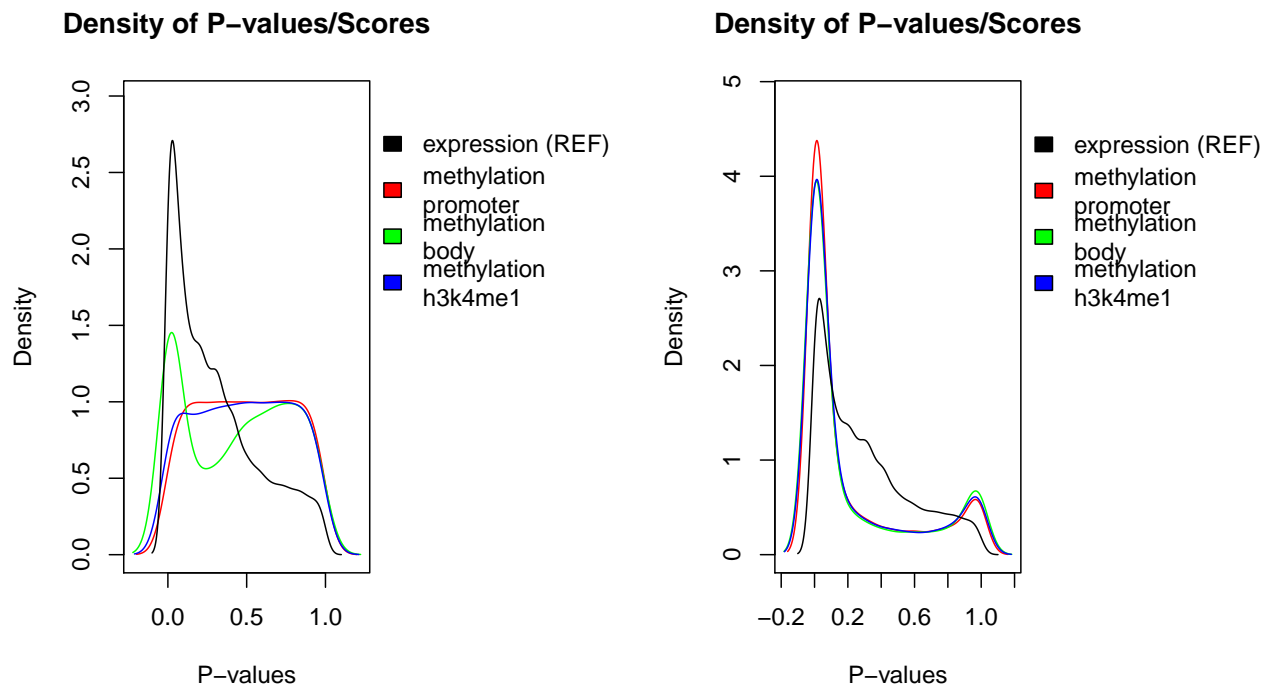 Density of P−values/Scores
Density
0.0
0.5
1.0
1.5
2.0
2.5
3.0
0.0 0.5 1.0
P−values
expression (REF)
methylation
promoter
methylation
body
methylation
h3k4me1
Density of P−values/Scores
Density
0
1
2
3
4
5
−0.2 0.2 0.6 1.0
P−values
expression (REF)
methylation
promoter
methylation
body
methylation
h3k4me1